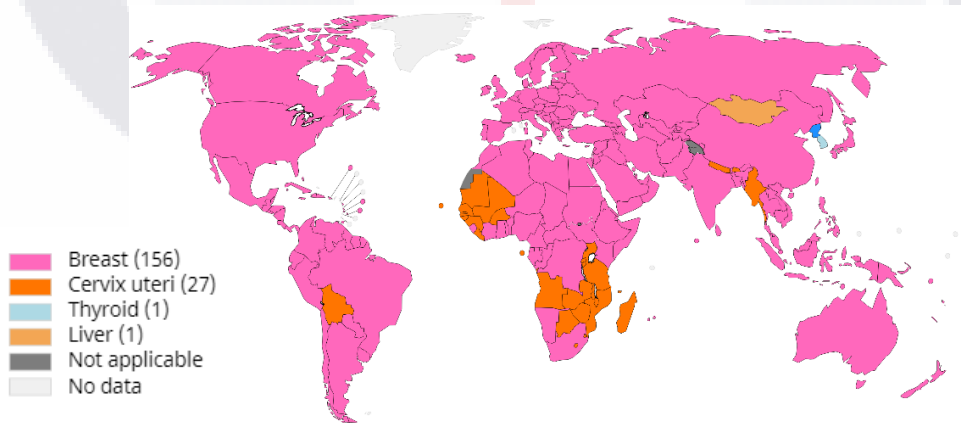 Breast (156)
Cervix uteri (27)
Thyroid (1)
Liver (1)
Not applicable
No data